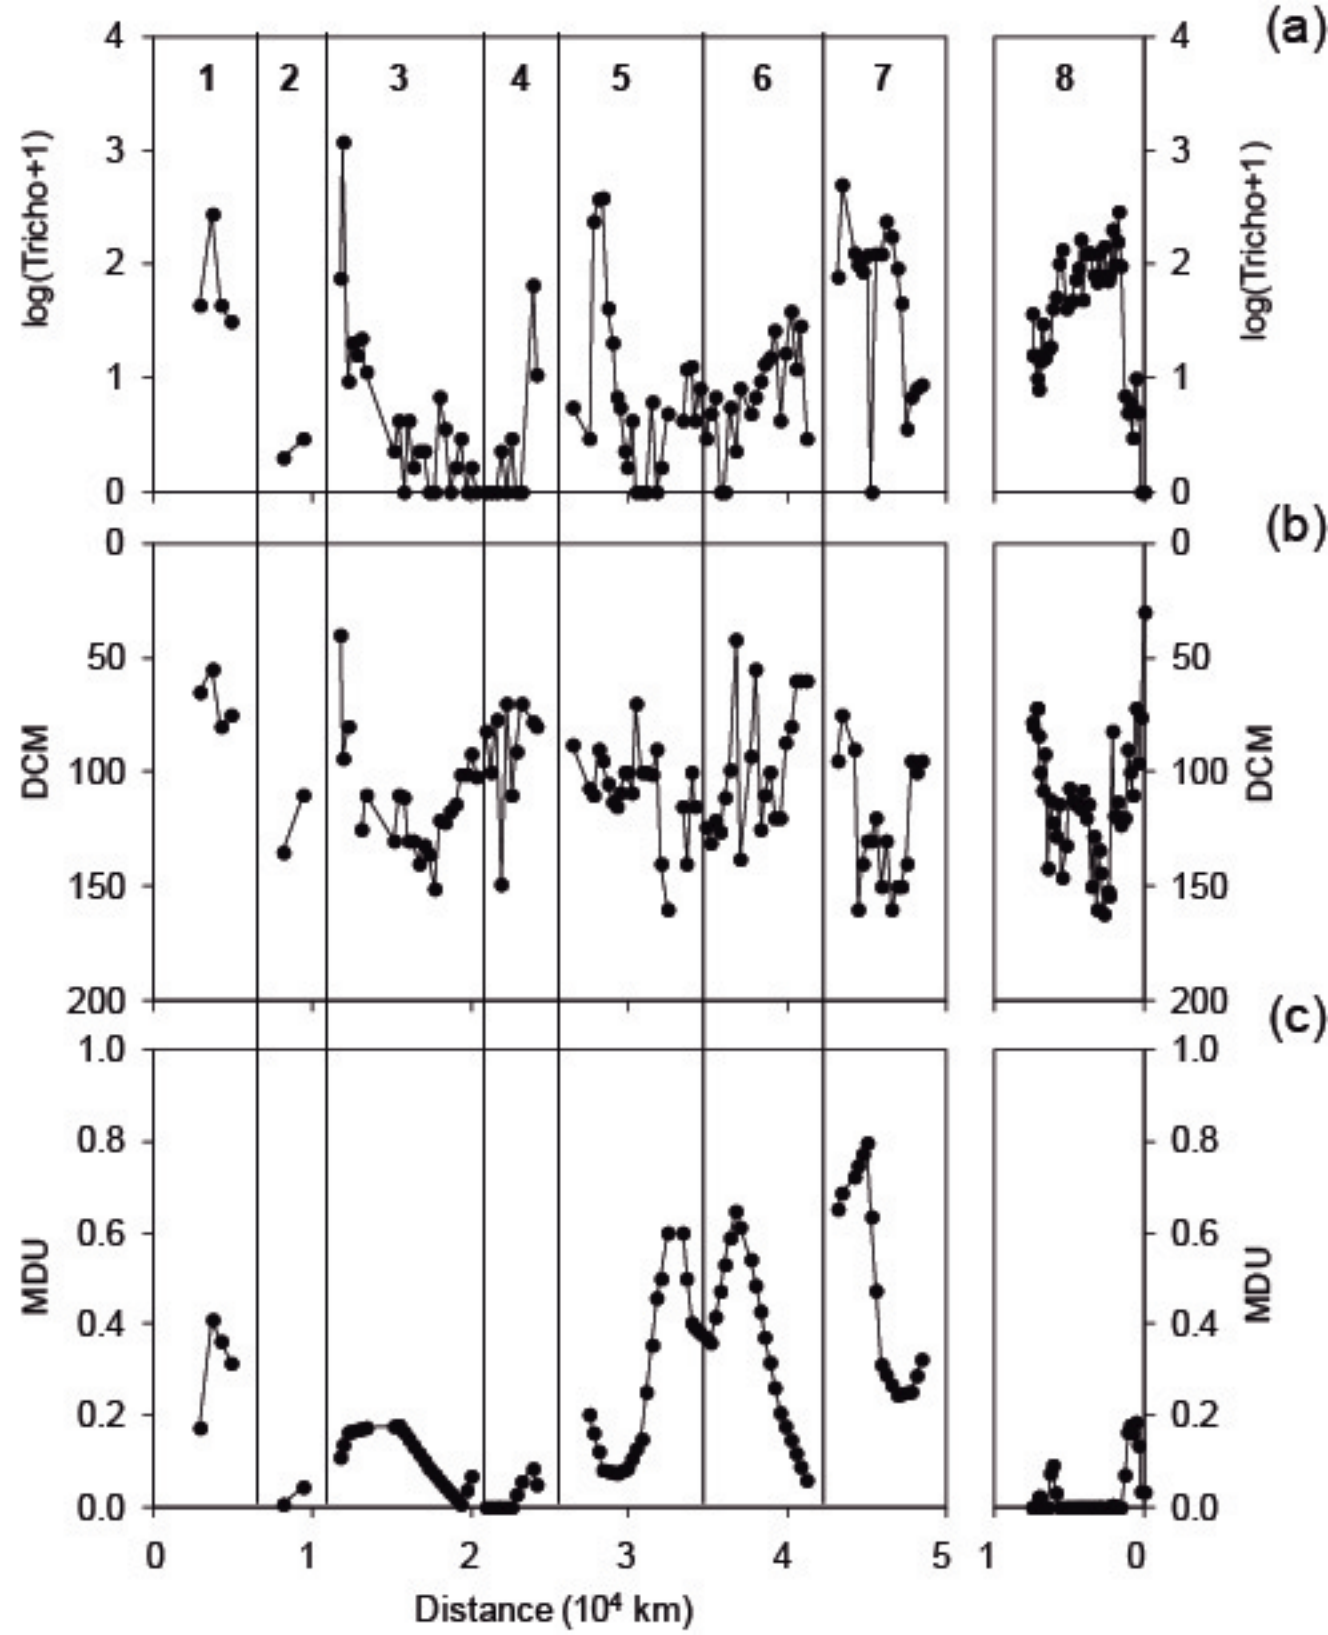 (a)
4 1 2 3 4 5 6 7 8 4
3 3
2 2
1 1
0 0
log(Tricho+1) log(Tricho+1)
(b)
0 0
50 50
100 100
150 150
200 200
DCM DCM
(c)
1.0 1.0
0.8 0.8
0.6 0.6
0.4 0.4
0.2 0.2
0.0 0.0
MDU MDU
0 1 2 3 4 5 1 0
Distance (10⁴ km)